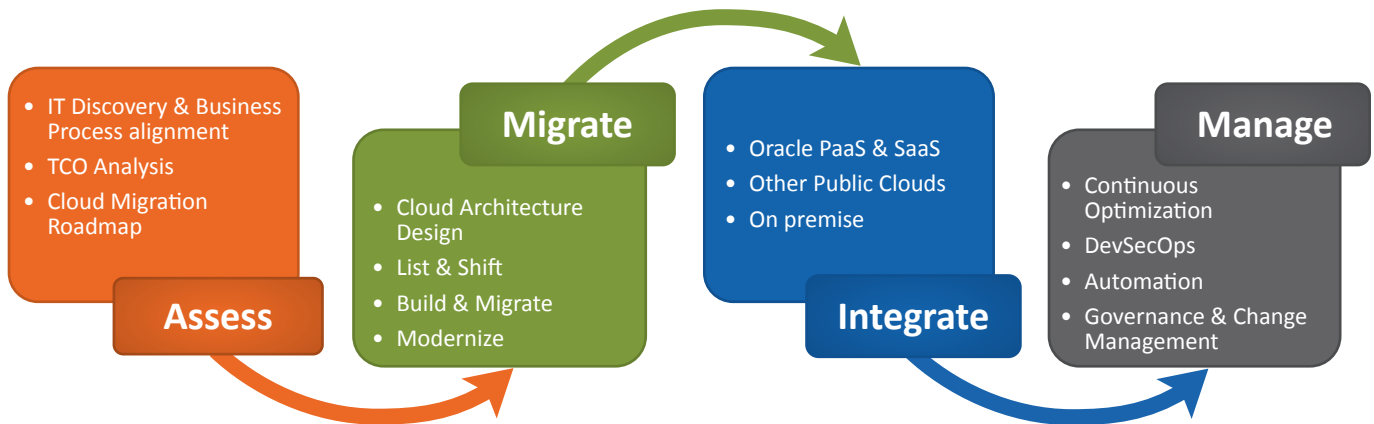 • IT Discovery & Business
Process alignment
• TCO Analysis
• Cloud Migration
Roadmap
Assess
Migrate
• Cloud Architecture
Design
• List & Shift
• Build & Migrate
• Modernize
• Oracle PaaS & SaaS
• Other Public Clouds
• On premise
Integrate
Manage
• Continuous
Optimization
• DevSecOps
• Automation
• Governance & Change
Management